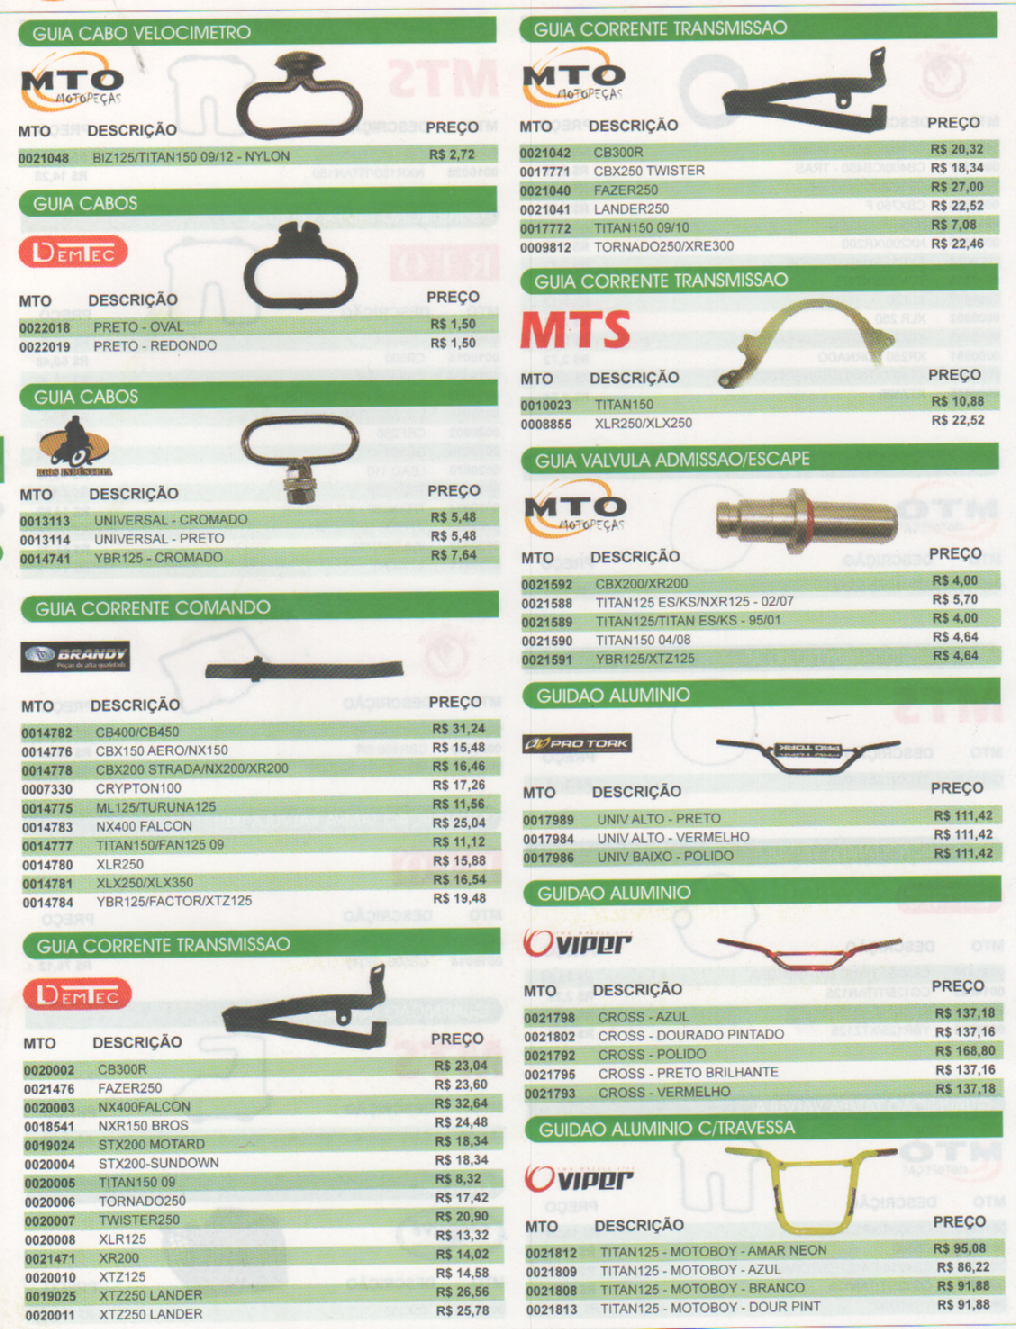 GUIA CABO VELOCIMETRO
MTO
MOTOPEÇAS
MTO DESCRIÇÃO PREÇO
0021048 BIZ125/TITAN150 09/12 - NYLON R$ 2,72
GUIA CABOS
DEMTEC
MTO DESCRIÇÃO PREÇO
0022018 PRETO - OVAL R$ 1,50
0022019 PRETO - REDONDO R$ 1,50
GUIA CABOS
INDUSTRIA
MTO DESCRIÇÃO PREÇO
0013113 UNIVERSAL - CROMADO R$ 5,48
0013114 UNIVERSAL - PRETO R$ 5,48
0014741 YBR125 - CROMADO R$ 7,64
GUIA CORRENTE COMANDO
BRANDY
Peças de alta qualidade
MTO DESCRIÇÃO PREÇO
0014782 CB400/CB450 R$ 31,24
0014776 CBX150 AERO/NX150 R$ 15,48
0014778 CBX200 STRADA/NX200/XR200 R$ 16,46
0007330 CRYPTON100 R$ 17,26
0014775 ML125/TURUNA125 R$ 11,56
0014783 NX400 FALCON R$ 25,04
0014777 TITAN150/FAN125 09 R$ 11,12
0014780 XLR250 R$ 15,88
0014781 XLX250/XLX350 R$ 16,54
0014784 YBR125/FACTOR/XTZ125 R$ 19,48
GUIA CORRENTE TRANSMISSAO
DEMTEC
MTO DESCRIÇÃO PREÇO
0020002 CB300R R$ 23,04
0021476 FAZER250 R$ 23,60
0020003 NX400FALCON R$ 32,64
0018541 NXR150 BROS R$ 24,48
0019024 STX200 MOTARD R$ 18,34
0020004 STX200-SUNDOWN R$ 18,34
0020005 TITAN150 09 R$ 8,32
0020006 TORNADO250 R$ 17,42
0020007 TWISTER250 R$ 20,90
0020008 XLR125 R$ 13,32
0021471 XR200 R$ 14,02
0020010 XTZ125 R$ 14,58
0019025 XTZ250 LANDER R$ 26,56
0020011 XTZ250 LANDER R$ 25,78
GUIA CORRENTE TRANSMISSAO
MTO
MOTOPEÇAS
MTO DESCRIÇÃO PREÇO
0021042 CB300R R$ 20,32
0017771 CBX250 TWISTER R$ 18,34
0021040 FAZER250 R$ 27,00
0021041 LANDER250 R$ 22,52
0017772 TITAN150 09/10 R$ 7,08
0009812 TORNADO250/XRE300 R$ 22,46
GUIA CORRENTE TRANSMISSAO
MTS
MTO DESCRIÇÃO PREÇO
0010023 TITAN150 R$ 10,88
0008855 XLR250/XLX250 R$ 22,52
GUIA VALVULA ADMISSAO/ESCAPE
MTO
MOTOPEÇAS
MTO DESCRIÇÃO PREÇO
0021592 CBX200/XR200 R$ 4,00
0021588 TITAN125 ES/KS/NXR125 - 02/07 R$ 5,70
0021589 TITAN125/TITAN ES/KS - 95/01 R$ 4,00
0021590 TITAN150 04/08 R$ 4,64
0021591 YBR125/XTZ125 R$ 4,64
GUIDAO ALUMINIO
PRO TORK
MTO DESCRIÇÃO PREÇO
0017989 UNIV ALTO - PRETO R$ 111,42
0017984 UNIV ALTO - VERMELHO R$ 111,42
0017986 UNIV BAIXO - POLIDO R$ 111,42
GUIDAO ALUMINIO
VIPER
MTO DESCRIÇÃO PREÇO
0021798 CROSS - AZUL R$ 137,18
0021802 CROSS - DOURADO PINTADO R$ 137,16
0021792 CROSS - POLIDO R$ 168,80
0021795 CROSS - PRETO BRILHANTE R$ 137,16
0021793 CROSS - VERMELHO R$ 137,18
GUIDAO ALUMINIO C/TRAVESSA
VIPER
MTO DESCRIÇÃO PREÇO
0021812 TITAN125 - MOTOBOY - AMAR NEON R$ 95,08
0021809 TITAN125 - MOTOBOY - AZUL R$ 86,22
0021808 TITAN125 - MOTOBOY - BRANCO R$ 91,88
0021813 TITAN125 - MOTOBOY - DOUR PINT R$ 91,88